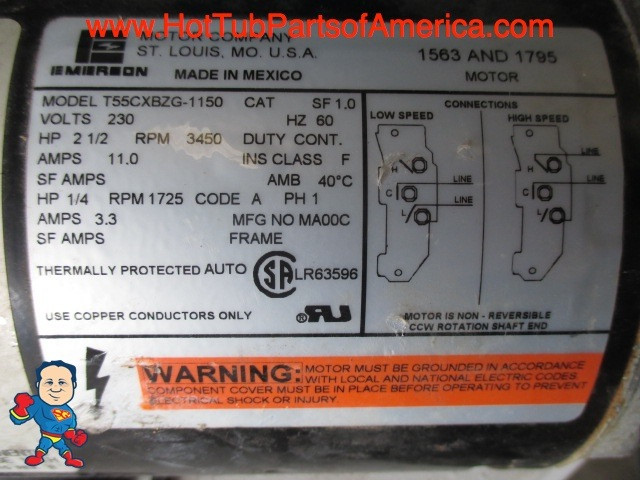 www.HotTubPartsofAmerica.com
MOTOR COMPANY
ST. LOUIS, MO. U.S.A.
EMERSON
MADE IN MEXICO
1563 AND 1795
MOTOR
MODEL T55CXBZG-1150 CAT SF 1.0
VOLTS 230 HZ 60
HP 2 1/2 RPM 3450 DUTY CONT.
AMPS 11.0 INS CLASS F
SF AMPS AMB 40°C
HP 1/4 RPM 1725 CODE A PH 1
AMPS 3.3 MFG NO MA00C
SF AMPS FRAME
THERMALLY PROTECTED AUTO SA LR63596
USE COPPER CONDUCTORS ONLY ® RU
CONNECTIONS
LOW SPEED HIGH SPEED
H LINE
C LINE
L
H LINE
C
L LINE
MOTOR IS NON - REVERSIBLE
CCW ROTATION SHAFT END
WARNING: MOTOR MUST BE GROUNDED IN ACCORDANCE
WITH LOCAL AND NATIONAL ELECTRIC CODES
COMPONENT COVER MUST BE IN PLACE BEFORE OPERATING TO PREVENT
ELECTRICAL SHOCK OR INJURY.